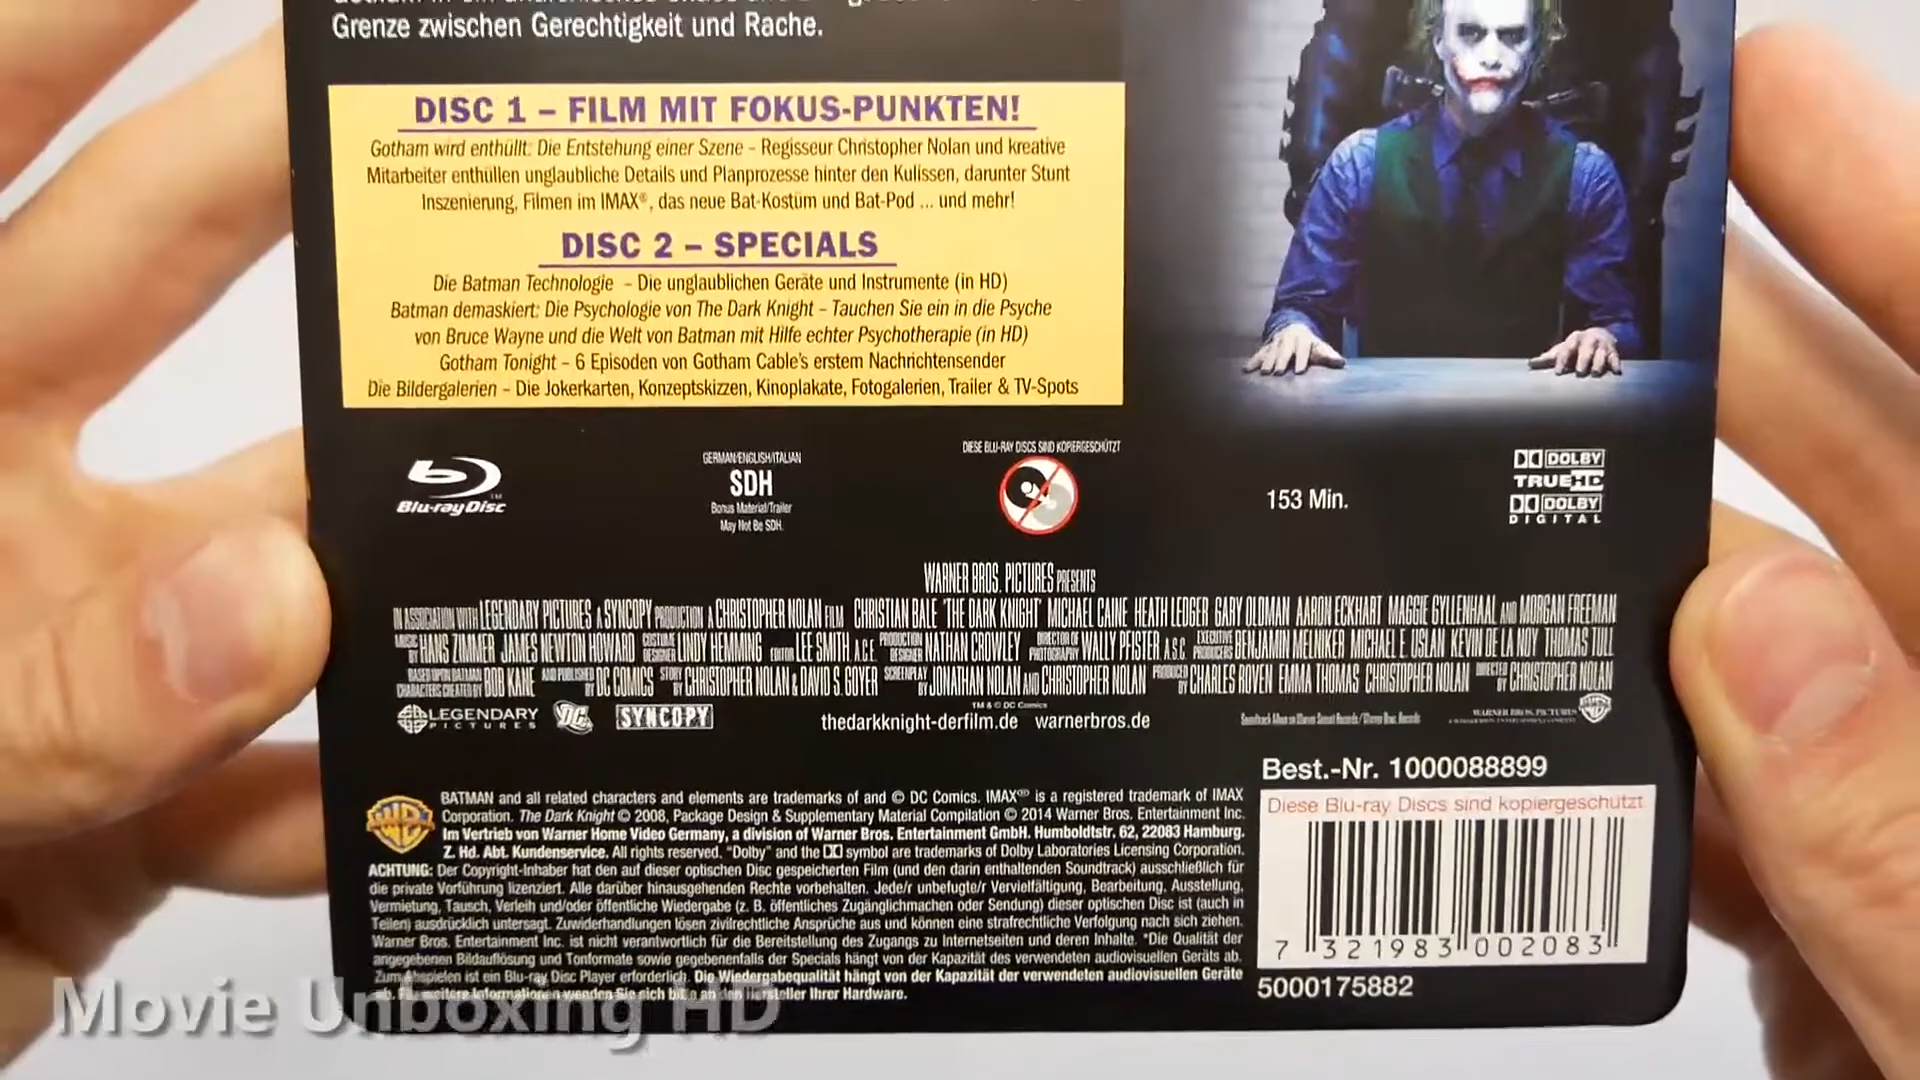 Grenze zwischen Gerechtigkeit und Rache.
DISC 1 – FILM MIT FOKUS-PUNKTEN!
Gotham wird enthüllt: Die Entstehung einer Szene – Regisseur Christopher Nolan und kreative
Mitarbeiter enthüllen unglaubliche Details und Planprozesse hinter den Kulissen, darunter Stunt
Inszenierung, Filmen im IMAX®, das neue Bat-Kostüm und Bat-Pod ... und mehr!
DISC 2 – SPECIALS
Die Batman Technologie – Die unglaublichen Geräte und Instrumente (in HD)
Batman demaskiert: Die Psychologie von The Dark Knight – Tauchen Sie ein in die Psyche
von Bruce Wayne und die Welt von Batman mit Hilfe echter Psychotherapie (in HD)
Gotham Tonight – 6 Episoden von Gotham Cable's erstem Nachrichtensender
Die Bildergalerien – Die Jokerkarten, Konzeptskizzen, Kinoplakate, Fotogalerien, Trailer & TV-Spots
Blu-ray Disc™
GERMAN/ENGLISH/ITALIAN
SDH
Bonus Material/Trailer
May Not Be SDH.
DIESE BLU-RAY DISCS SIND KOPIERGESCHÜTZT
153 Min.
DOLBY
TRUEHD
DOLBY
DIGITAL
WARNER BROS. PICTURES PRESENTS
IN ASSOCIATION WITH LEGENDARY PICTURES A SYNCOPY PRODUCTION A CHRISTOPHER NOLAN FILM CHRISTIAN BALE "THE DARK KNIGHT" MICHAEL CAINE HEATH LEDGER GARY OLDMAN AARON ECKHART MAGGIE GYLLENHAAL AND MORGAN FREEMAN
MUSIC BY HANS ZIMMER JAMES NEWTON HOWARD COSTUME DESIGNER LINDY HEMMING EDITOR LEE SMITH, A.C.E. PRODUCTION DESIGNER NATHAN CROWLEY DIRECTOR OF PHOTOGRAPHY WALLY PFISTER A.S.C. EXECUTIVE PRODUCERS BENJAMIN MELNIKER MICHAEL E. USLAN KEVIN DE LA NOY THOMAS TULL
BASED UPON BATMAN CHARACTERS CREATED BY BOB KANE AND PUBLISHED BY DC COMICS STORY BY CHRISTOPHER NOLAN & DAVID S. GOYER SCREENPLAY BY JONATHAN NOLAN AND CHRISTOPHER NOLAN PRODUCED BY CHARLES ROVEN EMMA THOMAS CHRISTOPHER NOLAN DIRECTED BY CHRISTOPHER NOLAN
LEGENDARY PICTURES DC SYNCOPY
TM & © DC Comics
thedarkknight-derfilm.de warnerbros.de
WARNER BROS. PICTURES
Best.-Nr. 1000088899
Diese Blu-ray Discs sind kopiergeschützt
7 321983 002083
5000175882
BATMAN and all related characters and elements are trademarks of and © DC Comics. IMAX® is a registered trademark of IMAX
Corporation. The Dark Knight © 2008, Package Design & Supplementary Material Compilation © 2014 Warner Bros. Entertainment Inc.
Im Vertrieb von Warner Home Video Germany, a division of Warner Bros. Entertainment GmbH. Humboldtstr. 62, 22083 Hamburg.
Z. Hd. Abt. Kundenservice. All rights reserved. "Dolby" and the symbol are trademarks of Dolby Laboratories Licensing Corporation.
ACHTUNG: Der Copyright-Inhaber hat den auf dieser optischen Disc gespeicherten Film (und den darin enthaltenden Soundtrack) ausschließlich für
die private Vorführung lizenziert. Alle darüber hinausgehenden Rechte vorbehalten. Jede/r unbefugte/r Vervielfältigung, Bearbeitung, Ausstellung,
Vermietung, Tausch, Verleih und/oder öffentliche Wiedergabe (z. B. öffentliches Zugänglichmachen oder Sendung) dieser optischen Disc ist (auch in
Teilen) ausdrücklich untersagt. Zuwiderhandlungen lösen zivilrechtliche Ansprüche aus und können eine strafrechtliche Verfolgung nach sich ziehen.
Warner Bros. Entertainment Inc. ist nicht verantwortlich für die Bereitstellung des Zugangs zu Internetseiten und deren Inhalte. *Die Qualität der
angegebenen Bildauflösung und Tonformate sowie gegebenenfalls der Specials hängt von der Kapazität des verwendeten audiovisuellen Geräts ab.
Zum Abspielen ist ein Blu-ray Disc Player erforderlich. Die Wiedergabequalität hängt von der Kapazität der verwendeten audiovisuellen Geräte
ab. Für weitere Informationen wenden Sie sich bitte an den Hersteller Ihrer Hardware.
Movie Unboxing HD